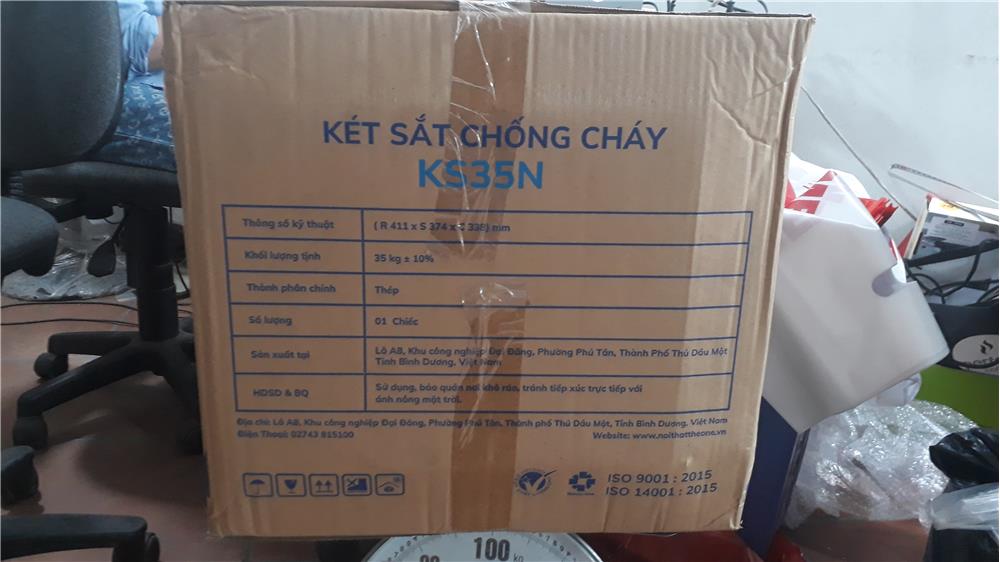 KÉT SẮT CHỐNG CHÁY
KS35N
Thông số kỹ thuật ( R 411 x S 374 x C 338) mm
Khối lượng tịnh 35 kg ± 10%
Thành phần chính Thép
Số lượng 01 Chiếc
Sản xuất tại Lô A8, Khu công nghiệp Đại Đăng, Phường Phú Tân, Thành Phố Thủ Dầu Một
Tỉnh Bình Dương, Việt Nam
HDSD & BQ Sử dụng, bảo quản nơi khô ráo, tránh tiếp xúc trực tiếp với
ánh nóng mặt trời.
Địa chỉ: Lô A8, Khu công nghiệp Đại Đăng, Phường Phú Tân, Thành phố Thủ Dầu Một, Tỉnh Bình Dương, Việt Nam
Điện Thoại: 02743 815100 Website: www.noithattheone.vn
ISO 9001 : 2015
ISO 14001 : 2015
100 kg